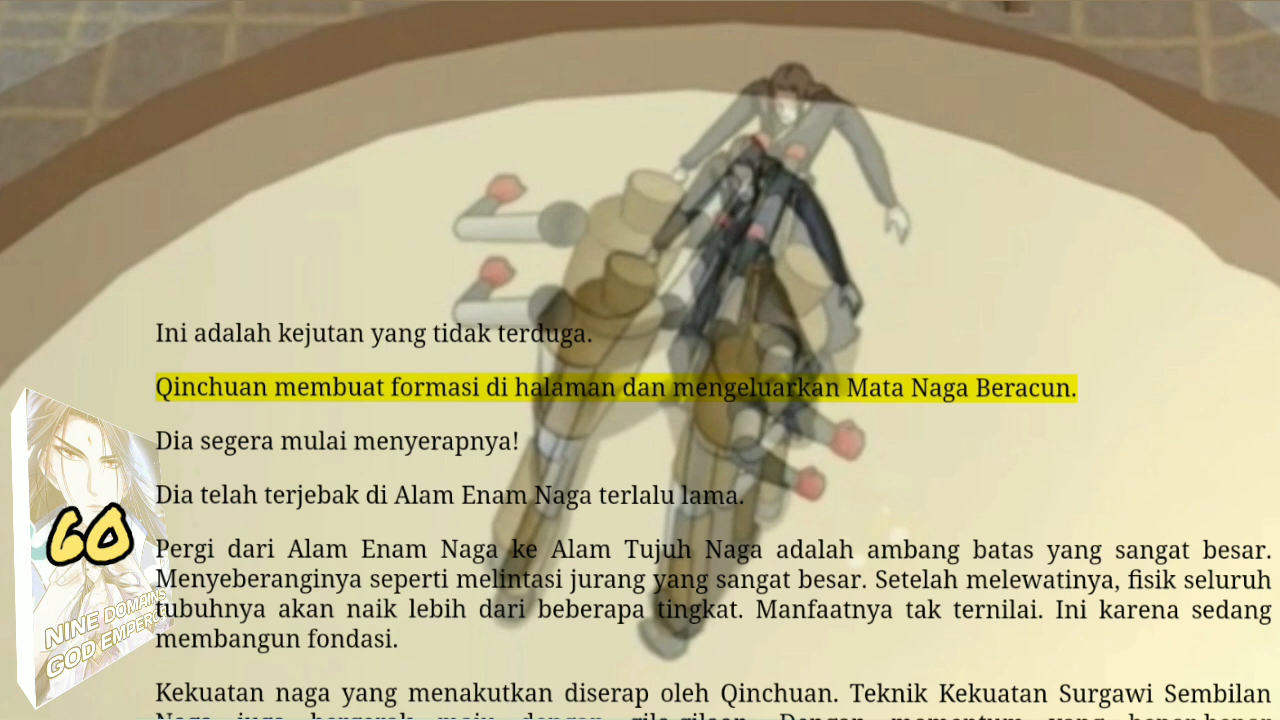 Ini adalah kejutan yang tidak terduga.
Qinchuan membuat formasi di halaman dan mengeluarkan Mata Naga Beracun.
Dia segera mulai menyerapnya!
Dia telah terjebak di Alam Enam Naga terlalu lama.
Pergi dari Alam Enam Naga ke Alam Tujuh Naga adalah ambang batas yang sangat besar.
Menyeberanginya seperti melintasi jurang yang sangat besar. Setelah melewatinya, fisik seluruh
tubuhnya akan naik lebih dari beberapa tingkat. Manfaatnya tak ternilai. Ini karena sedang
membangun fondasi.
Kekuatan naga yang menakutkan diserap oleh Qinchuan. Teknik Kekuatan Surgawi Sembilan
60
NINE DOMAINS
GOD EMPEROR